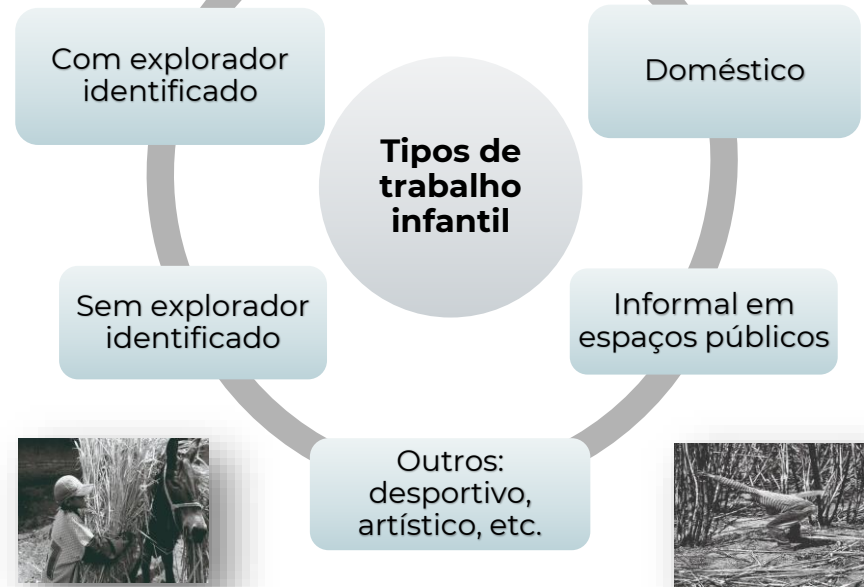 Com explorador
identificado
Doméstico
Tipos de
trabalho
infantil
Sem explorador
identificado
Informal em
espaços públicos
Outros:
desportivo,
artístico, etc.